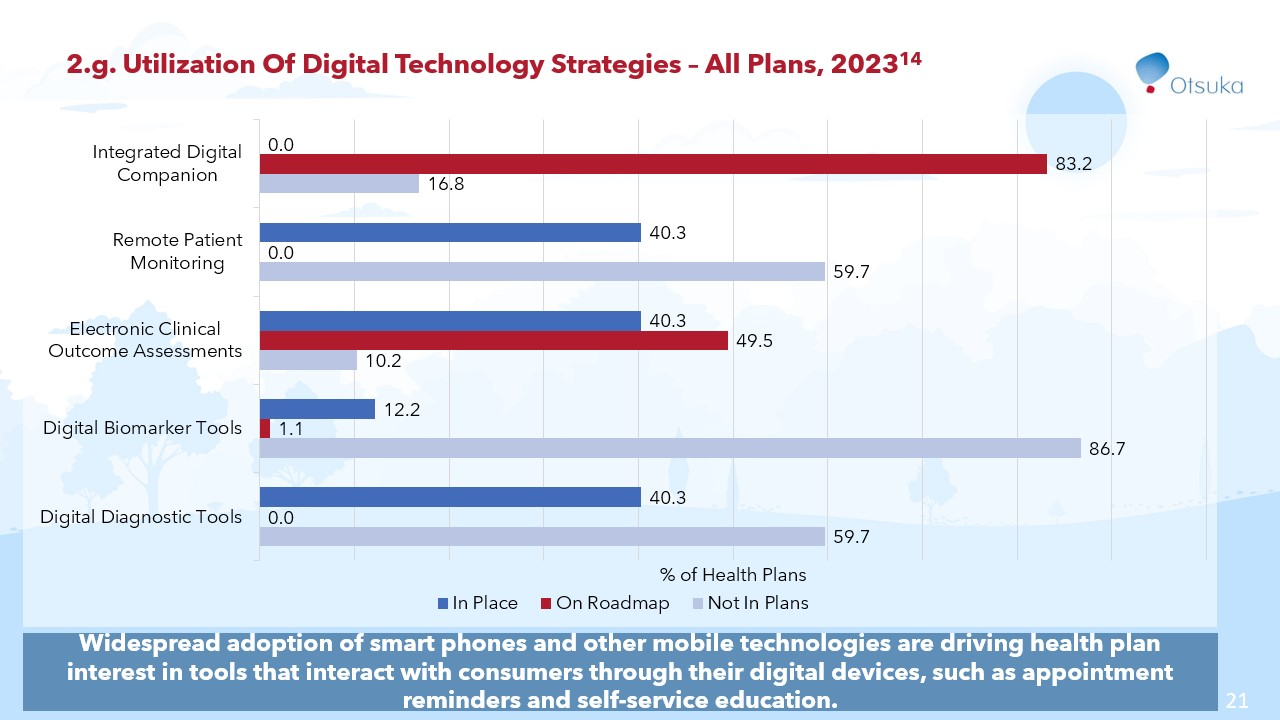 2.g. Utilization Of Digital Technology Strategies – All Plans, 2023¹⁴
Otsuka
Integrated Digital
Companion
0.0
83.2
16.8
Remote Patient
Monitoring
40.3
0.0
59.7
Electronic Clinical
Outcome Assessments
40.3
49.5
10.2
Digital Biomarker Tools
12.2
1.1
86.7
Digital Diagnostic Tools
40.3
0.0
59.7
% of Health Plans
In Place On Roadmap Not In Plans
Widespread adoption of smart phones and other mobile technologies are driving health plan
interest in tools that interact with consumers through their digital devices, such as appointment
reminders and self-service education.
21